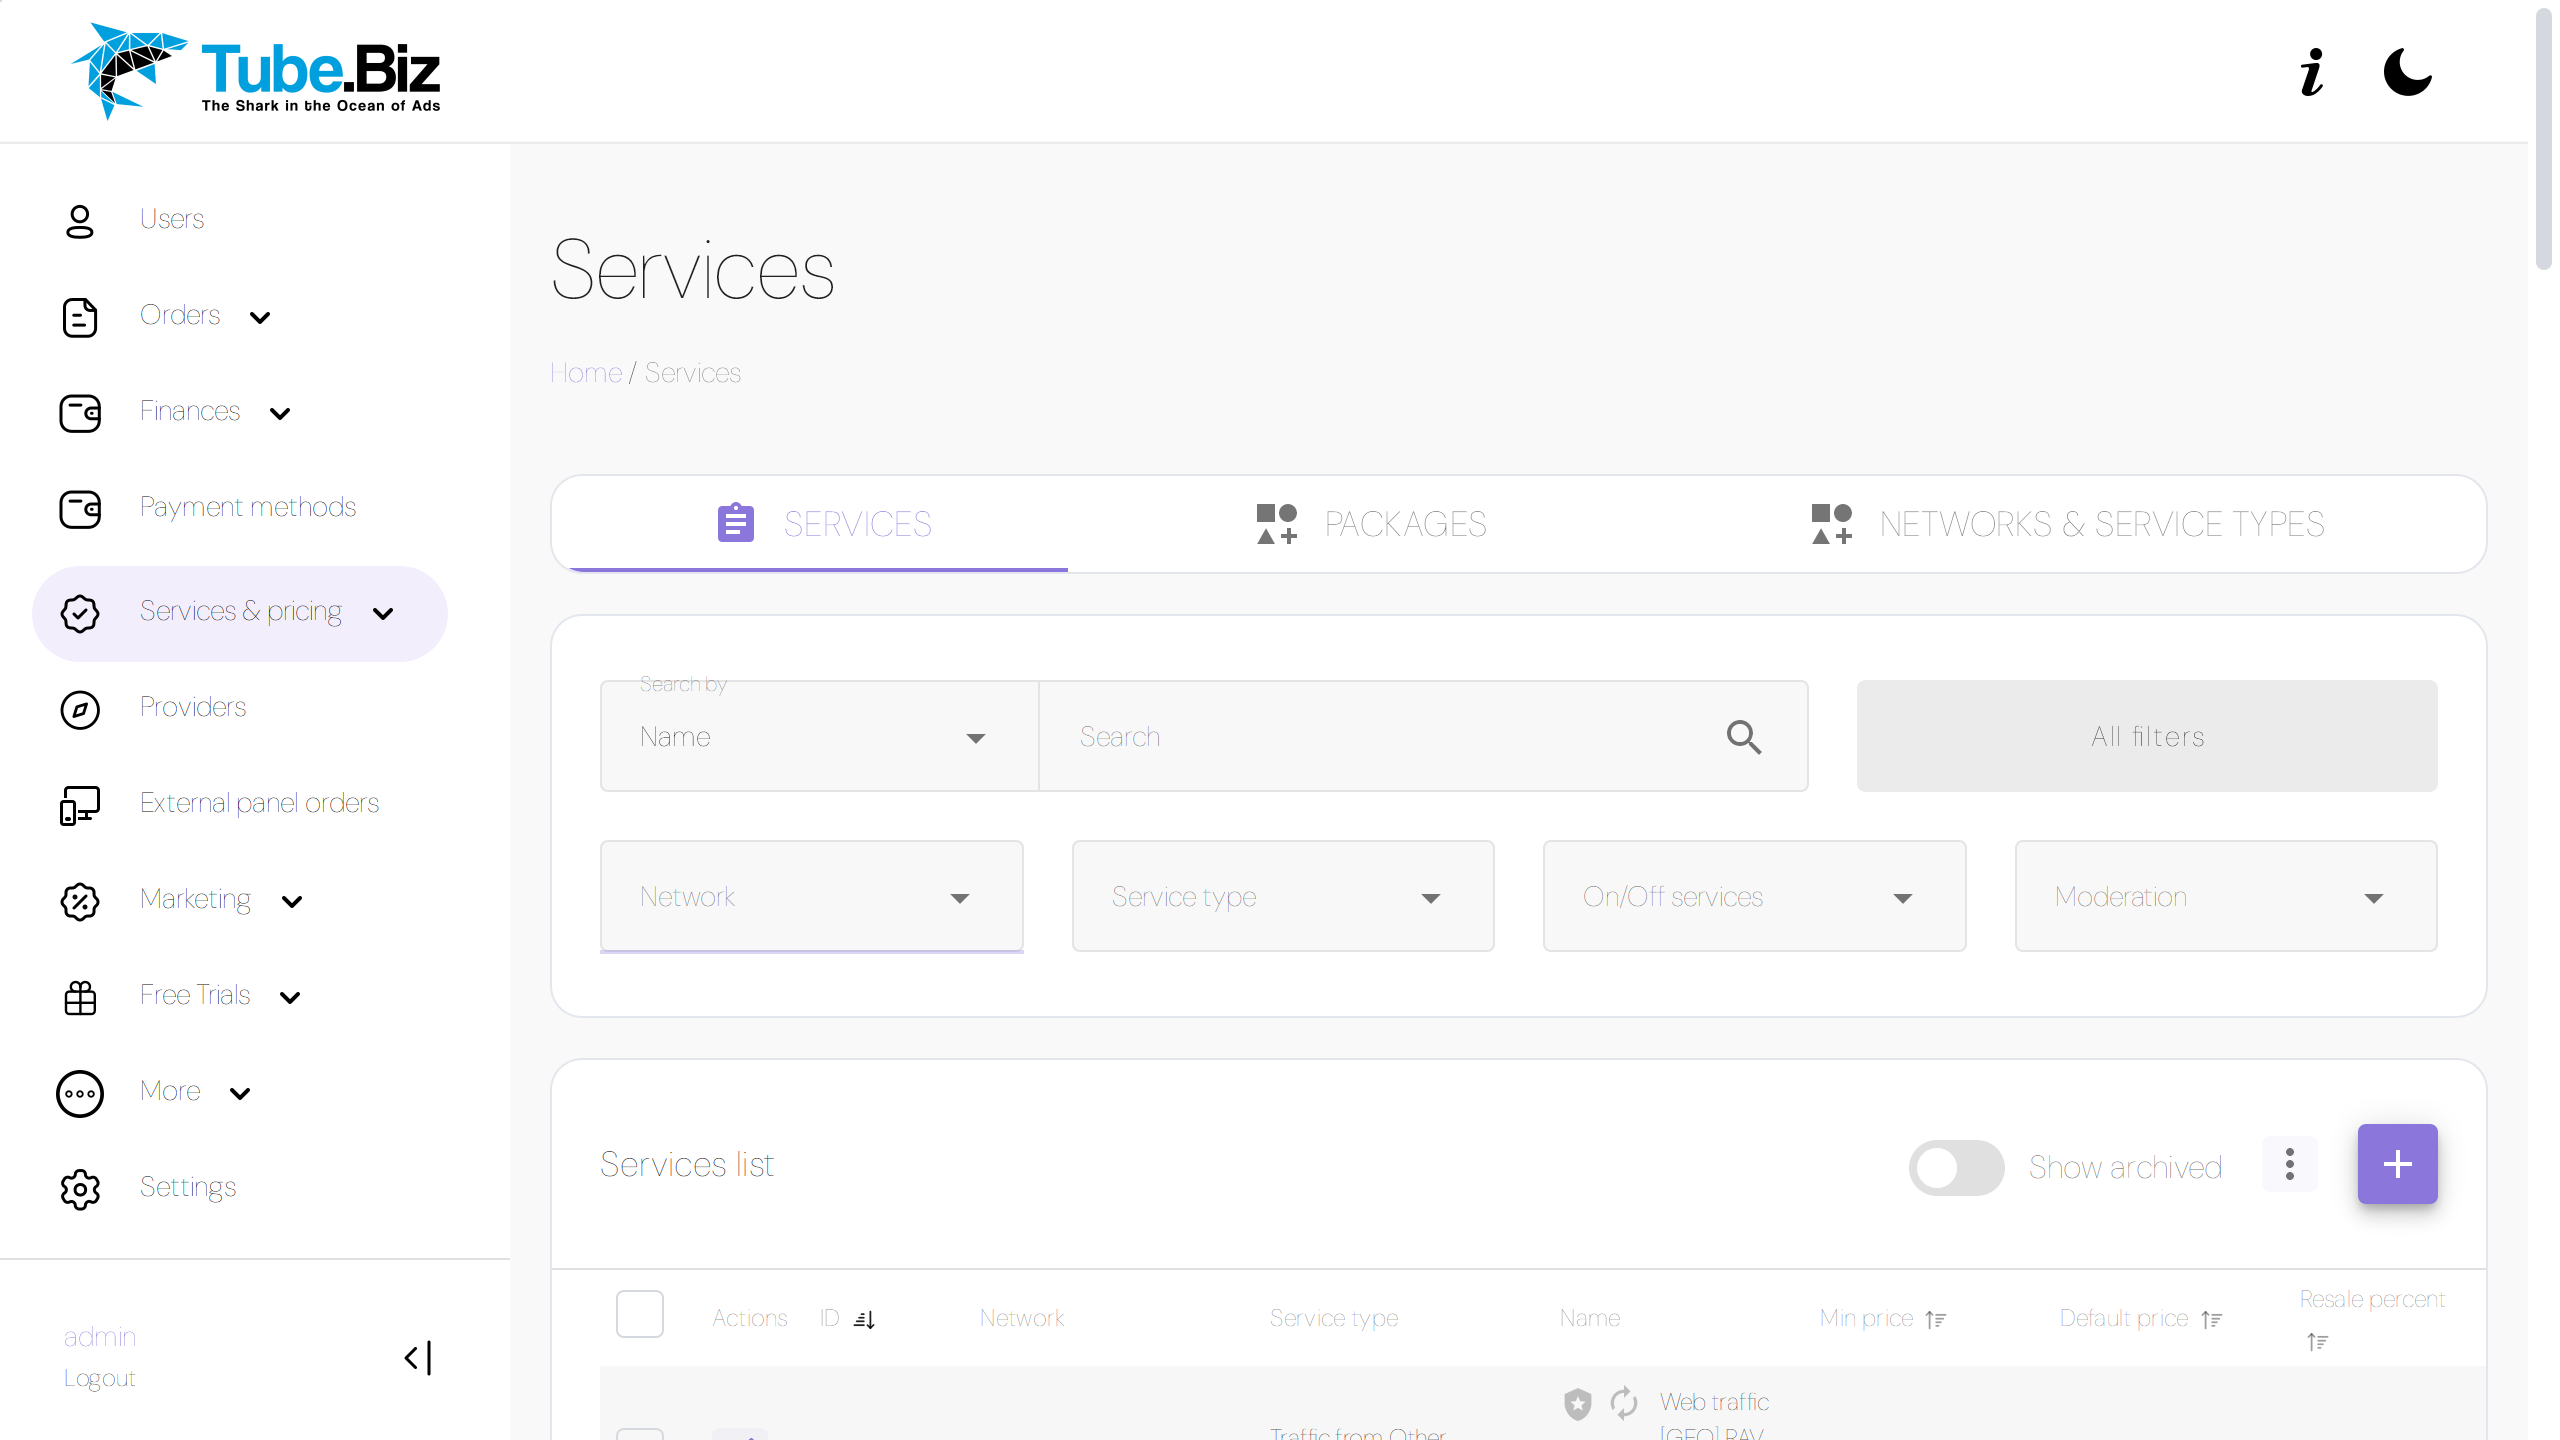 Tube.Biz
The Shark in the Ocean of Ads
Users
Orders
Finances
Payment methods
Services & pricing
Providers
External panel orders
Marketing
Free Trials
More
Settings
admin
Logout
Services
Home / Services
SERVICES
PACKAGES
NETWORKS & SERVICE TYPES
Search by
Name
Search
All filters
Network
Service type
On/Off services
Moderation
Services list
Show archived
Actions
ID
Network
Service type
Name
Min price
Default price
Resale percent
Web traffic
Traffic from Other
[GEO] RAV